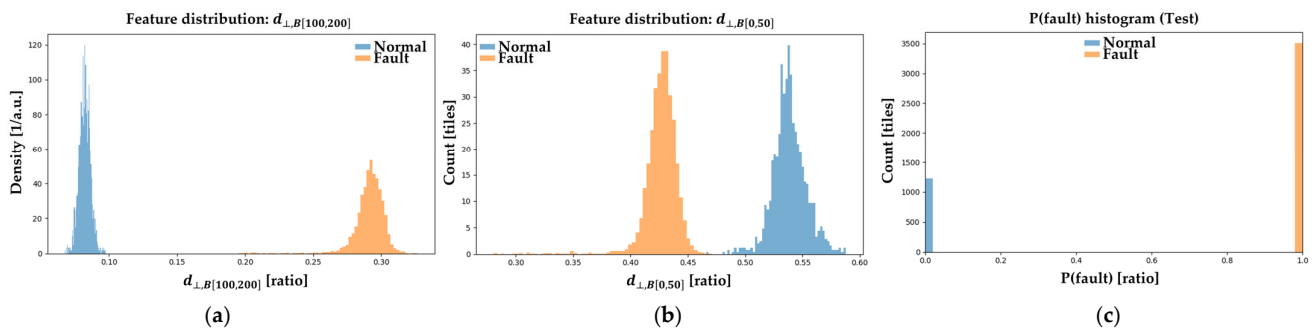 Feature distribution: d⊥,B[100,200]
Density [1/a.u.]
120
100
80
60
40
20
0
Normal
Fault
0.10
0.15
0.20
0.25
0.30
d⊥,B[100,200] [ratio]
(a)
Feature distribution: d⊥,B[0,50]
Count [tiles]
40
35
30
25
20
15
10
5
0
Normal
Fault
0.30
0.35
0.40
0.45
0.50
0.55
0.60
d⊥,B[0,50] [ratio]
(b)
P(fault) histogram (Test)
Count [tiles]
3500
3000
2500
2000
1500
1000
500
0
Normal
Fault
0.0
0.2
0.4
0.6
0.8
1.0
P(fault) [ratio]
(c)